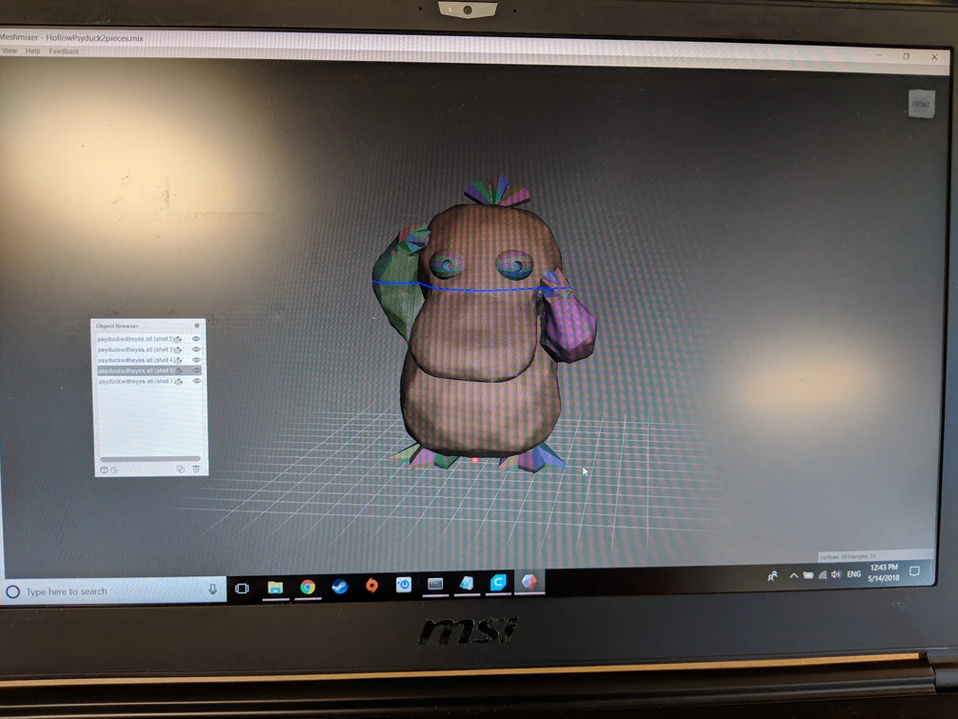 Meshmixer - HollowPsyduck2pieces.mix
View Help Feedback
FRONT
Object Browser
psyduckwitheyes.stl (shell 2)
psyduckwitheyes.stl (shell 3)
psyduckwitheyes.stl (shell 4)
psyduckwitheyes.stl (shell 5)
psyduckwitheyes.stl (shell 1)
Type here to search
ENG
12:43 PM
5/14/2018
msi